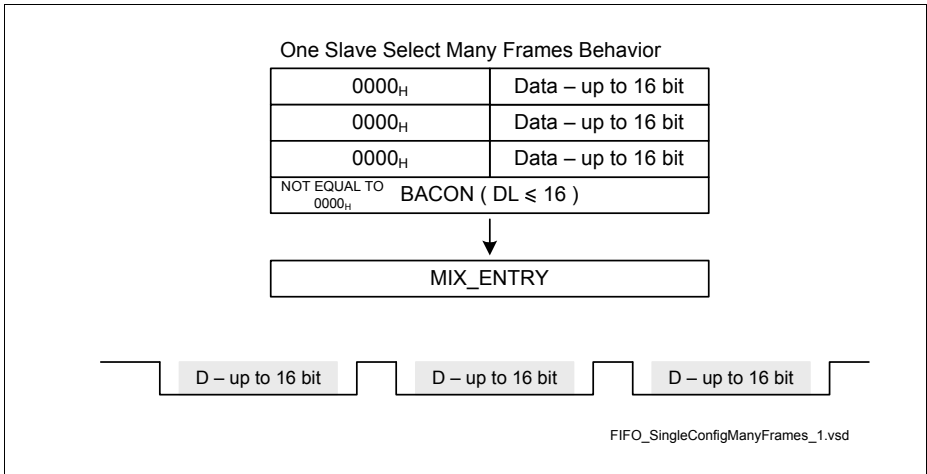 One Slave Select Many Frames Behavior
0000H Data – up to 16 bit
0000H Data – up to 16 bit
0000H Data – up to 16 bit
NOT EQUAL TO
0000H BACON ( DL ⩽ 16 )
MIX_ENTRY
D – up to 16 bit D – up to 16 bit D – up to 16 bit
FIFO_SingleConfigManyFrames_1.vsd